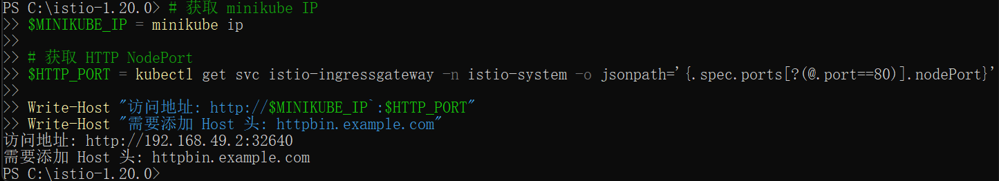 PS C:\istio-1.20.0> # 获取 minikube IP
>> $MINIKUBE_IP = minikube ip
>>
>> # 获取 HTTP NodePort
>> $HTTP_PORT = kubectl get svc istio-ingressgateway -n istio-system -o jsonpath='{.spec.ports[?(@.port==80)].nodePort}'
>>
>> Write-Host "访问地址: http://$MINIKUBE_IP`:$HTTP_PORT"
>> Write-Host "需要添加 Host 头: httpbin.example.com"
访问地址: http://192.168.49.2:32640
需要添加 Host 头: httpbin.example.com
PS C:\istio-1.20.0>